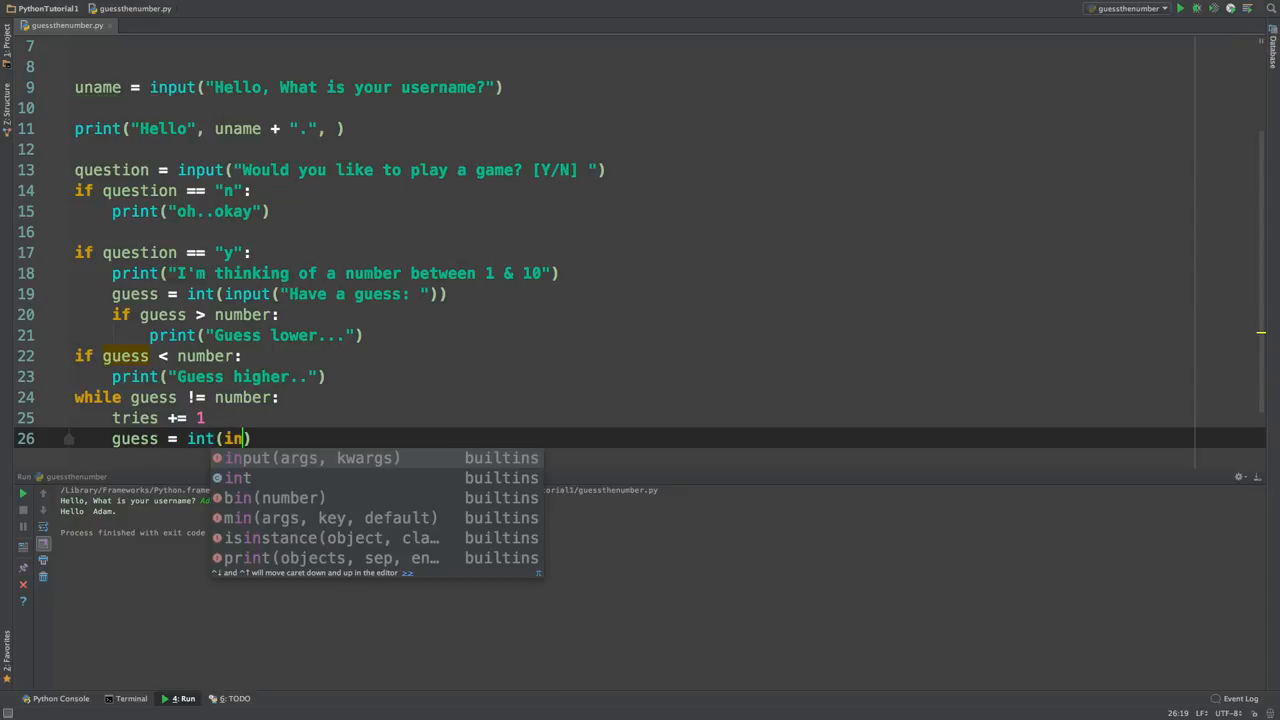 PythonTutorial1 guessthenumber.py guessthenumber
guessthenumber.py
1: Project
Z: Structure
Database
7
8
9 uname = input("Hello, What is your username?")
10
11 print("Hello", uname + ".", )
12
13 question = input("Would you like to play a game? [Y/N] ")
14 if question == "n":
15 print("oh..okay")
16
17 if question == "y":
18 print("I'm thinking of a number between 1 & 10")
19 guess = int(input("Have a guess: "))
20 if guess > number:
21 print("Guess lower...")
22 if guess < number:
23 print("Guess higher..")
24 while guess != number:
25 tries += 1
26 guess = int(in)
input(args, kwargs) builtins
int builtins
bin(number) builtins
min(args, key, default) builtins
isinstance(object, cla… builtins
print(objects, sep, en… builtins
^↓ and ^↑ will move caret down and up in the editor >> π
Run guessthenumber
/Library/Frameworks/Python.frame torial1/guessthenumber.py
Hello, What is your username? Ad
Hello Adam.
Process finished with exit code
2: Favorites
Python Console Terminal 4: Run 6: TODO Event Log
26:19 LF÷ UTF-8÷